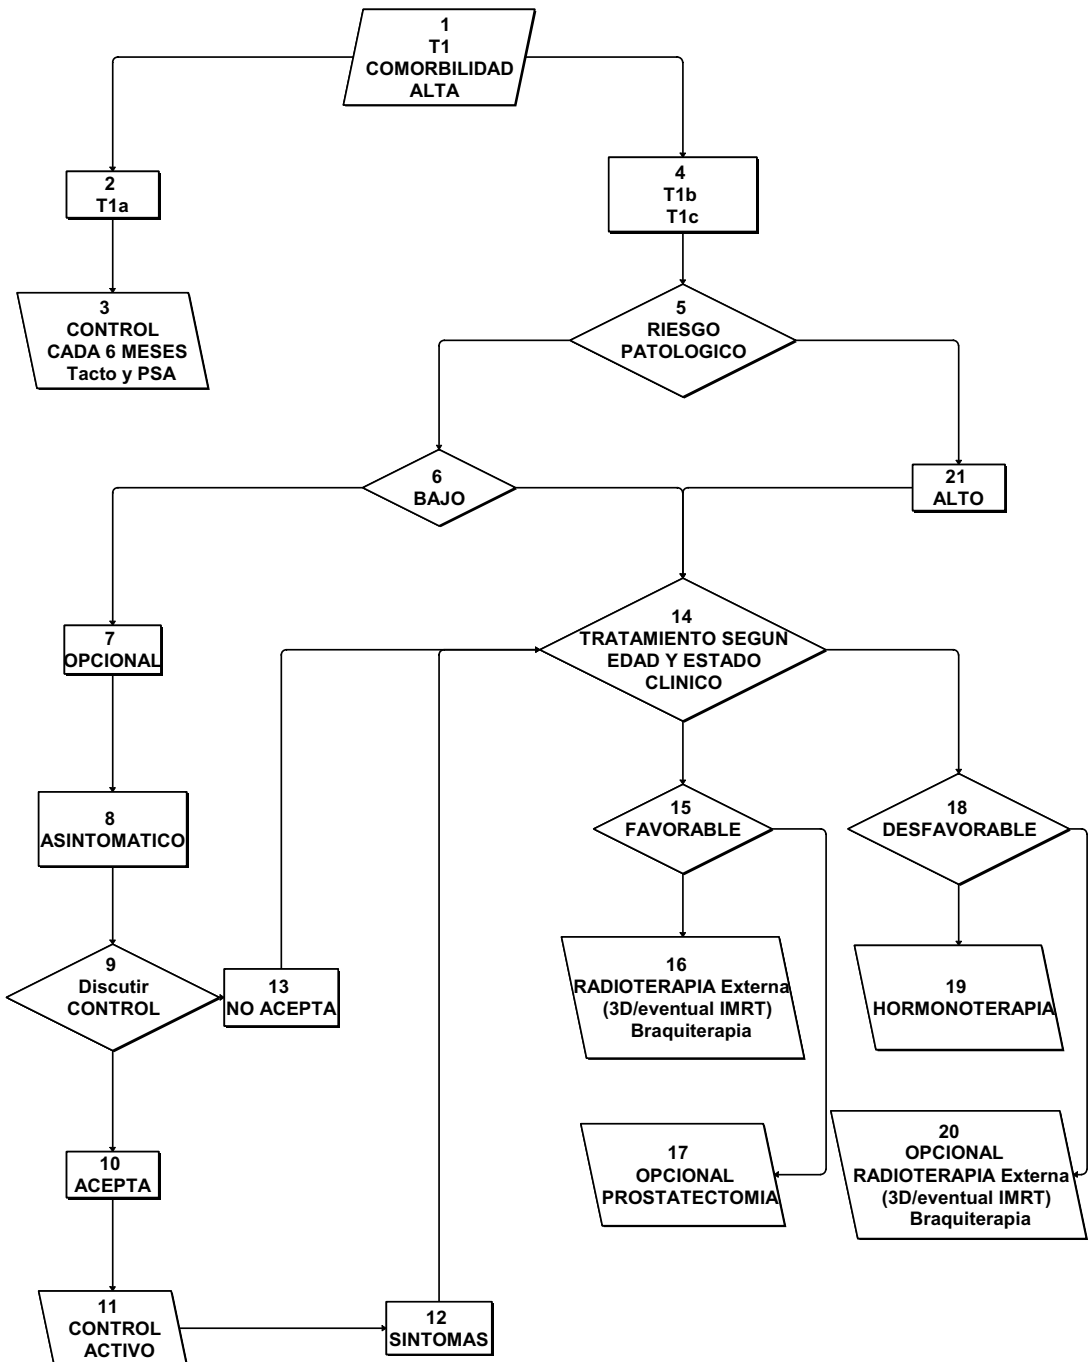 1
T1
COMORBILIDAD
ALTA
2
T1a
3
CONTROL
CADA 6 MESES
Tacto y PSA
4
T1b
T1c
5
RIESGO
PATOLOGICO
6
BAJO
21
ALTO
7
OPCIONAL
14
TRATAMIENTO SEGUN
EDAD Y ESTADO
CLINICO
8
ASINTOMATICO
15
FAVORABLE
18
DESFAVORABLE
9
Discutir
CONTROL
13
NO ACEPTA
16
RADIOTERAPIA Externa
(3D/eventual IMRT)
Braquiterapia
19
HORMONOTERAPIA
10
ACEPTA
17
OPCIONAL
PROSTATECTOMIA
20
OPCIONAL
RADIOTERAPIA Externa
(3D/eventual IMRT)
Braquiterapia
11
CONTROL
ACTIVO
12
SINTOMAS